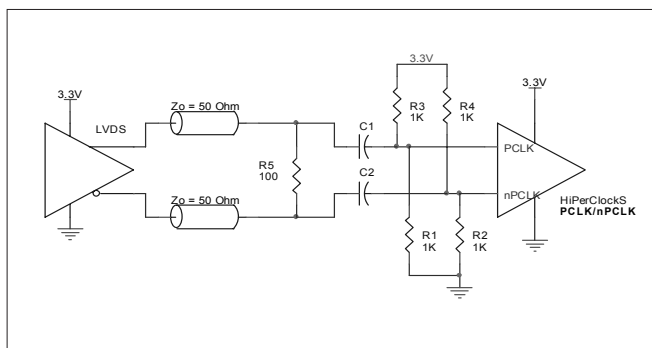 3.3V
3.3V
3.3V
Zo = 50 Ohm
LVDS
C1
R3
1K
R4
1K
PCLK
R5
100
Zo = 50 Ohm
C2
nPCLK
HiPerClockS
PCLK/nPCLK
R1
1K
R2
1K